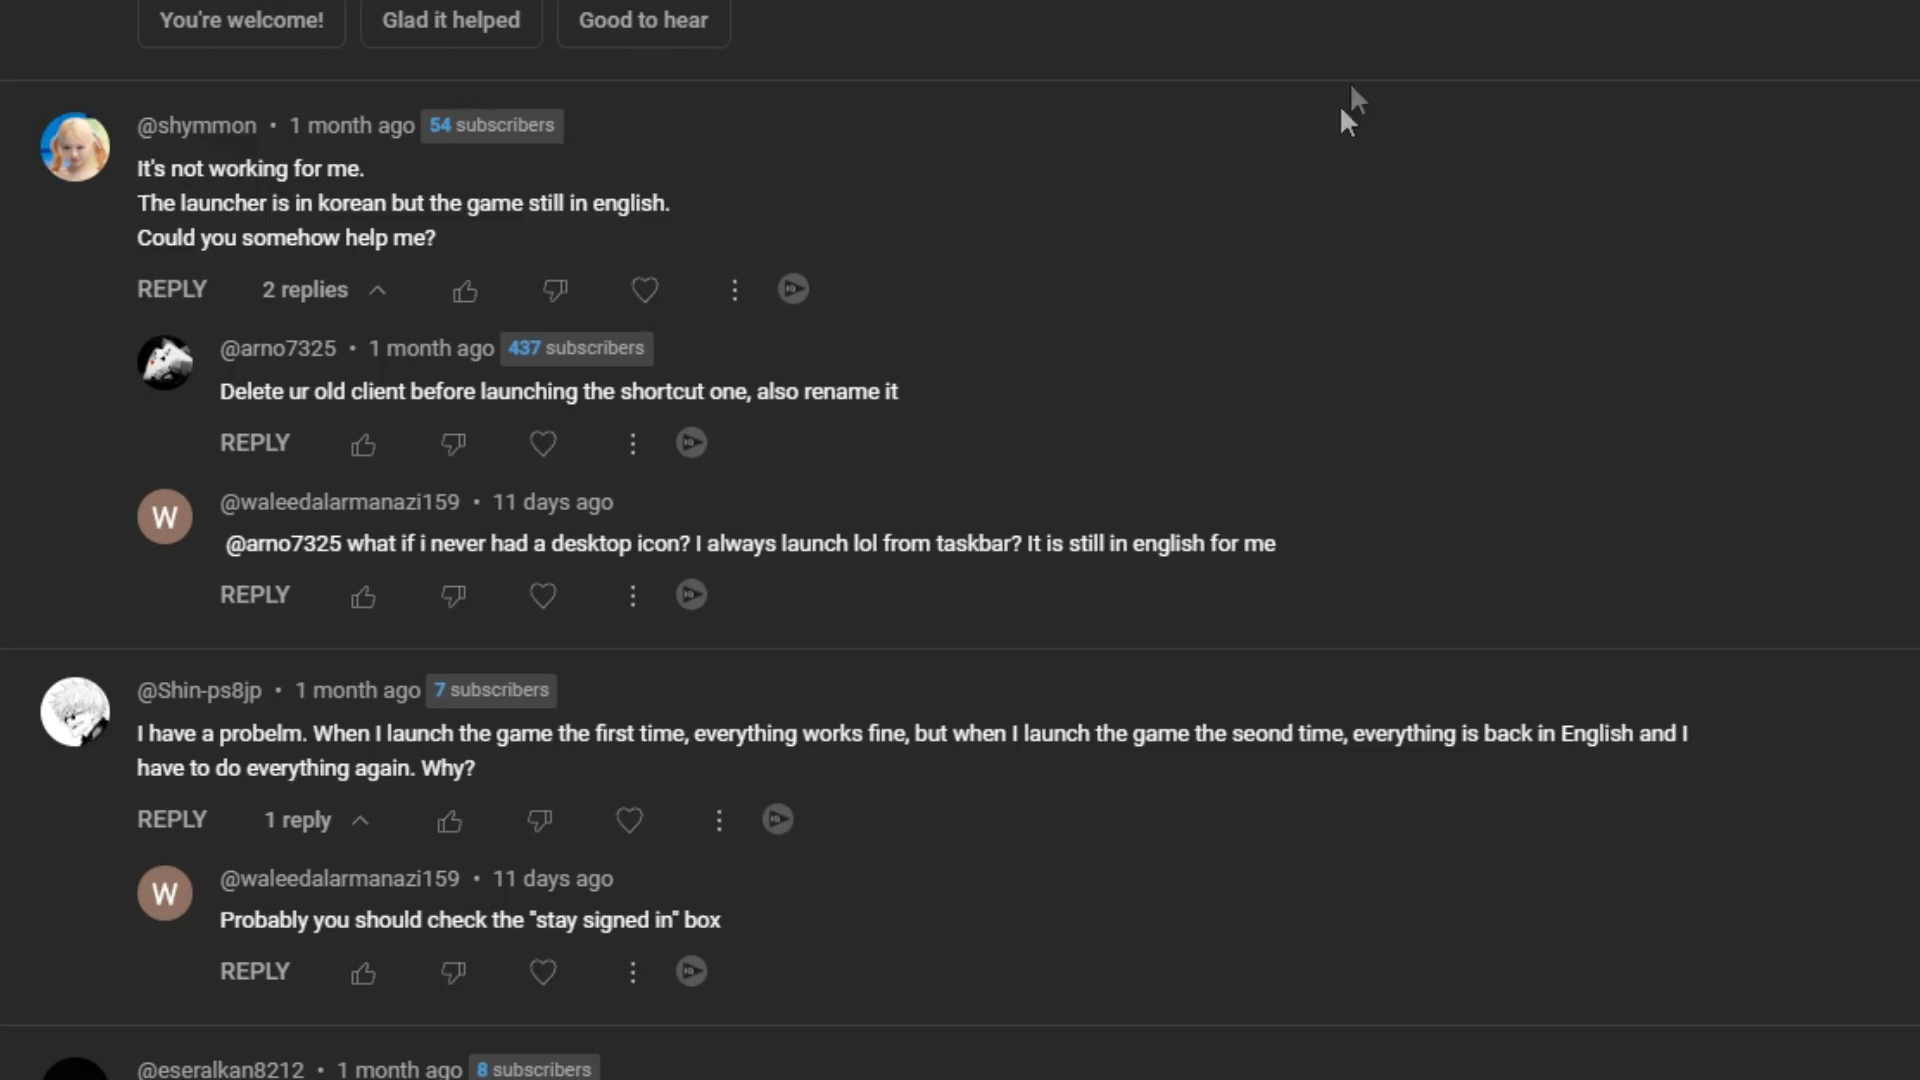 You're welcome!
Glad it helped
Good to hear
@shymmon • 1 month ago 54 subscribers
It's not working for me.
The launcher is in korean but the game still in english.
Could you somehow help me?
REPLY 2 replies
@arno7325 • 1 month ago 437 subscribers
Delete ur old client before launching the shortcut one, also rename it
REPLY
W
@waleedalarmanazi159 • 11 days ago
@arno7325 what if i never had a desktop icon? I always launch lol from taskbar? It is still in english for me
REPLY
@Shin-ps8jp • 1 month ago 7 subscribers
I have a probelm. When I launch the game the first time, everything works fine, but when I launch the game the seond time, everything is back in English and I
have to do everything again. Why?
REPLY 1 reply
W
@waleedalarmanazi159 • 11 days ago
Probably you should check the "stay signed in" box
REPLY
@eseralkan8212 • 1 month ago 8 subscribers